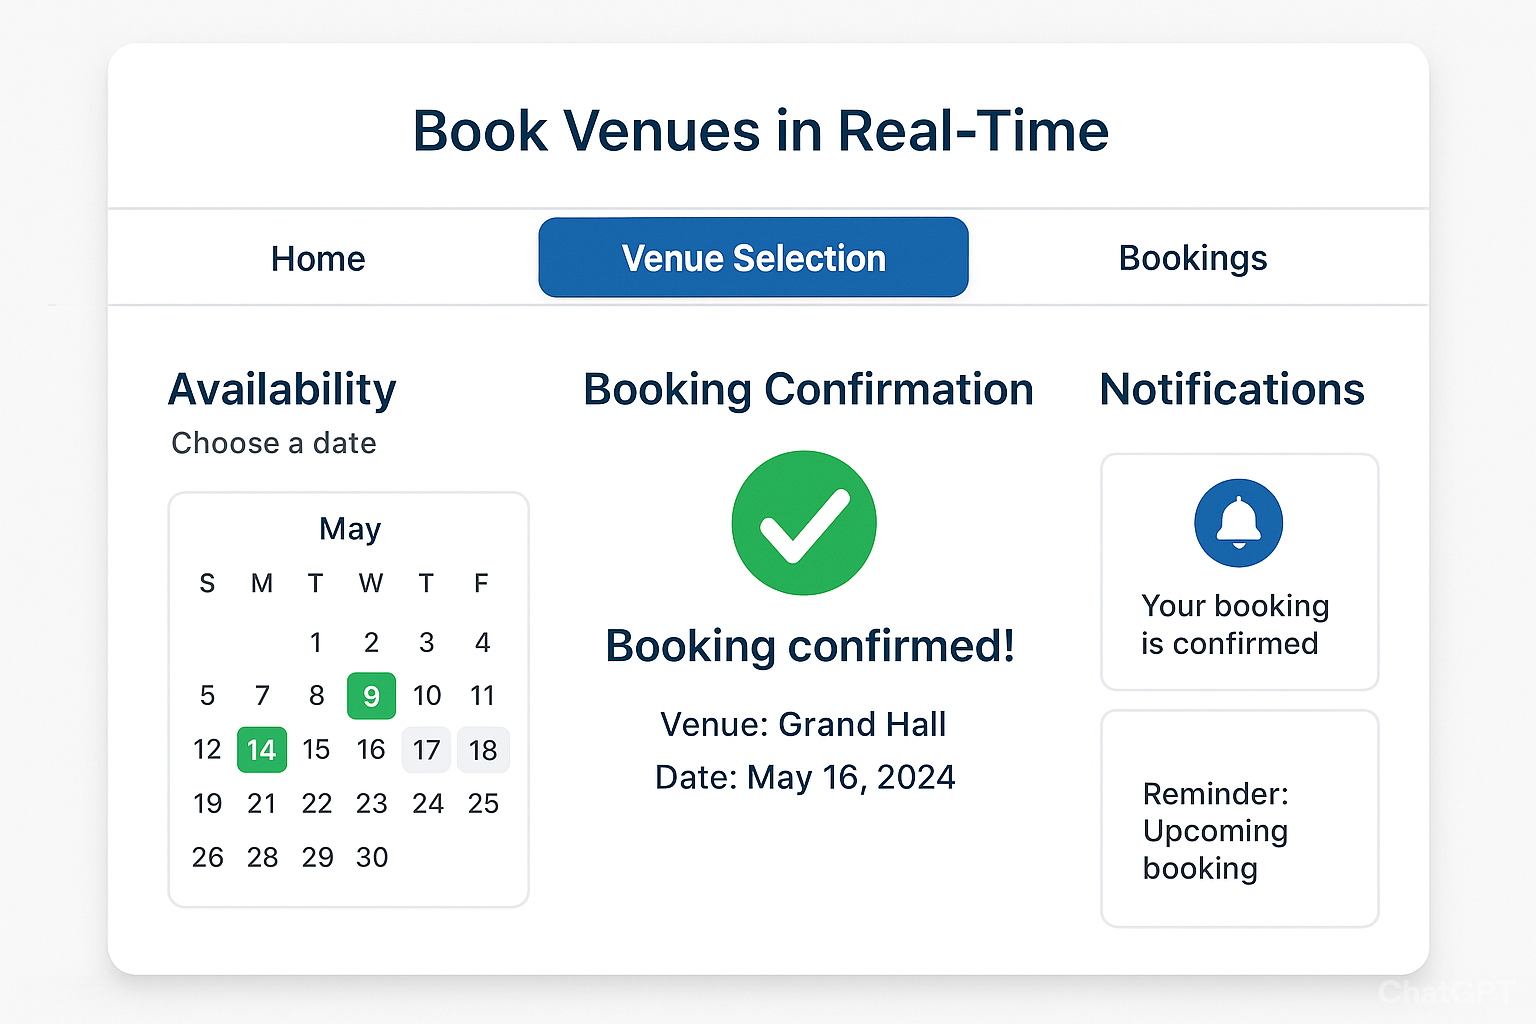 Book Venues in Real-Time
Home
Venue Selection
Bookings
Availability
Choose a date
May
S M T W T F
1 2 3 4
5 7 8 9 10 11
12 14 15 16 17 18
19 21 22 23 24 25
26 28 29 30
Booking Confirmation
Booking confirmed!
Venue: Grand Hall
Date: May 16, 2024
Notifications
Your booking
is confirmed
Reminder:
Upcoming
booking
ChatGPT